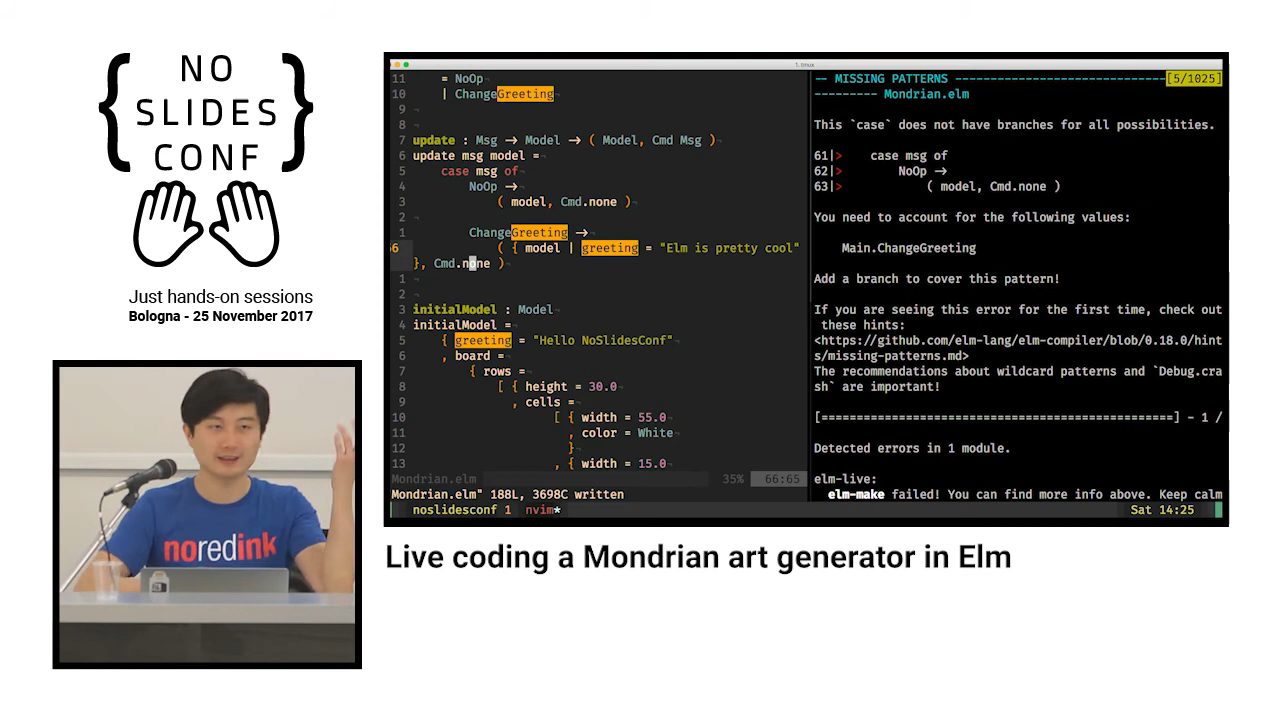 NO
SLIDES
CONF
Just hands-on sessions
Bologna - 25 November 2017
noredink
1. tmux
11 = NoOp¬
10 | ChangeGreeting¬
9 ¬
8 ¬
7 update : Msg → Model → ( Model, Cmd Msg )¬
6 update msg model =¬
5 case msg of¬
4 NoOp →¬
3 ( model, Cmd.none )¬
2 ¬
1 ChangeGreeting →¬
66 ( { model | greeting = "Elm is pretty cool"
}, Cmd.none )¬
1 ¬
2 ¬
3 initialModel : Model¬
4 initialModel =¬
5 { greeting = "Hello NoSlidesConf"¬
6 , board =¬
7 { rows =¬
8 [ { height = 30.0¬
9 , cells =¬
10 [ { width = 55.0¬
11 , color = White¬
12 }¬
13 , { width = 15.0¬
Mondrian.elm 35% 66:65
Mondrian.elm" 188L, 3698C written
noslidesconf 1 nvim*
-- MISSING PATTERNS ------------------------------[5/1025]
--------- Mondrian.elm
This `case` does not have branches for all possibilities.
61|> case msg of
62|> NoOp →
63|> ( model, Cmd.none )
You need to account for the following values:
Main.ChangeGreeting
Add a branch to cover this pattern!
If you are seeing this error for the first time, check out
these hints:
<https://github.com/elm-lang/elm-compiler/blob/0.18.0/hint
s/missing-patterns.md>
The recommendations about wildcard patterns and `Debug.cra
sh` are important!
[==================================================] - 1 /
Detected errors in 1 module.
elm-live:
elm-make failed! You can find more info above. Keep calm
Sat 14:25
Live coding a Mondrian art generator in Elm